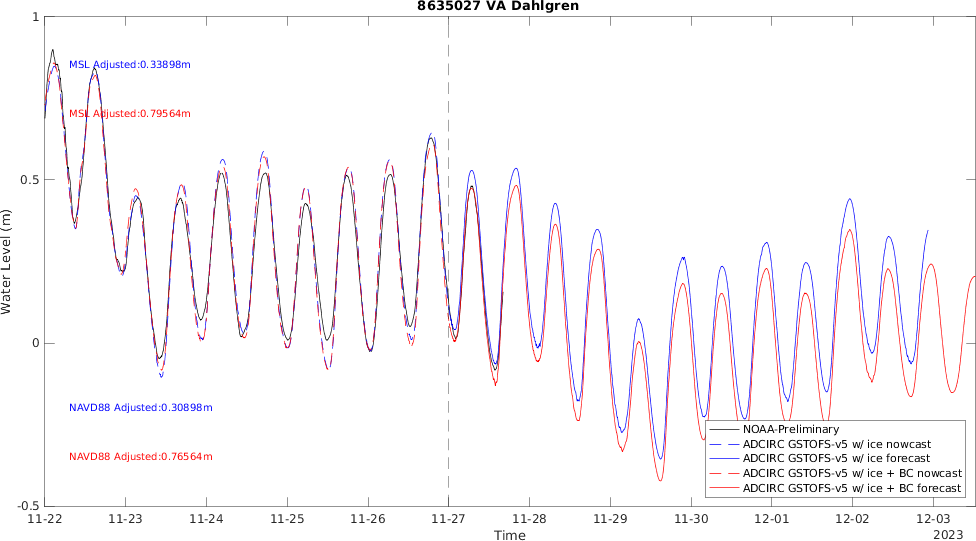 8635027 VA Dahlgren
1
MSL Adjusted:0.33898m
MSL Adjusted:0.79564m
0.5
Water Level (m)
0
NAVD88 Adjusted:0.30898m
NAVD88 Adjusted:0.76564m
NOAA-Preliminary
ADCIRC GSTOFS-v5 w/ ice nowcast
ADCIRC GSTOFS-v5 w/ ice forecast
ADCIRC GSTOFS-v5 w/ ice + BC nowcast
ADCIRC GSTOFS-v5 w/ ice + BC forecast
-0.5
11-22 11-23 11-24 11-25 11-26 11-27 11-28 11-29 11-30 12-01 12-02 12-03
Time
2023